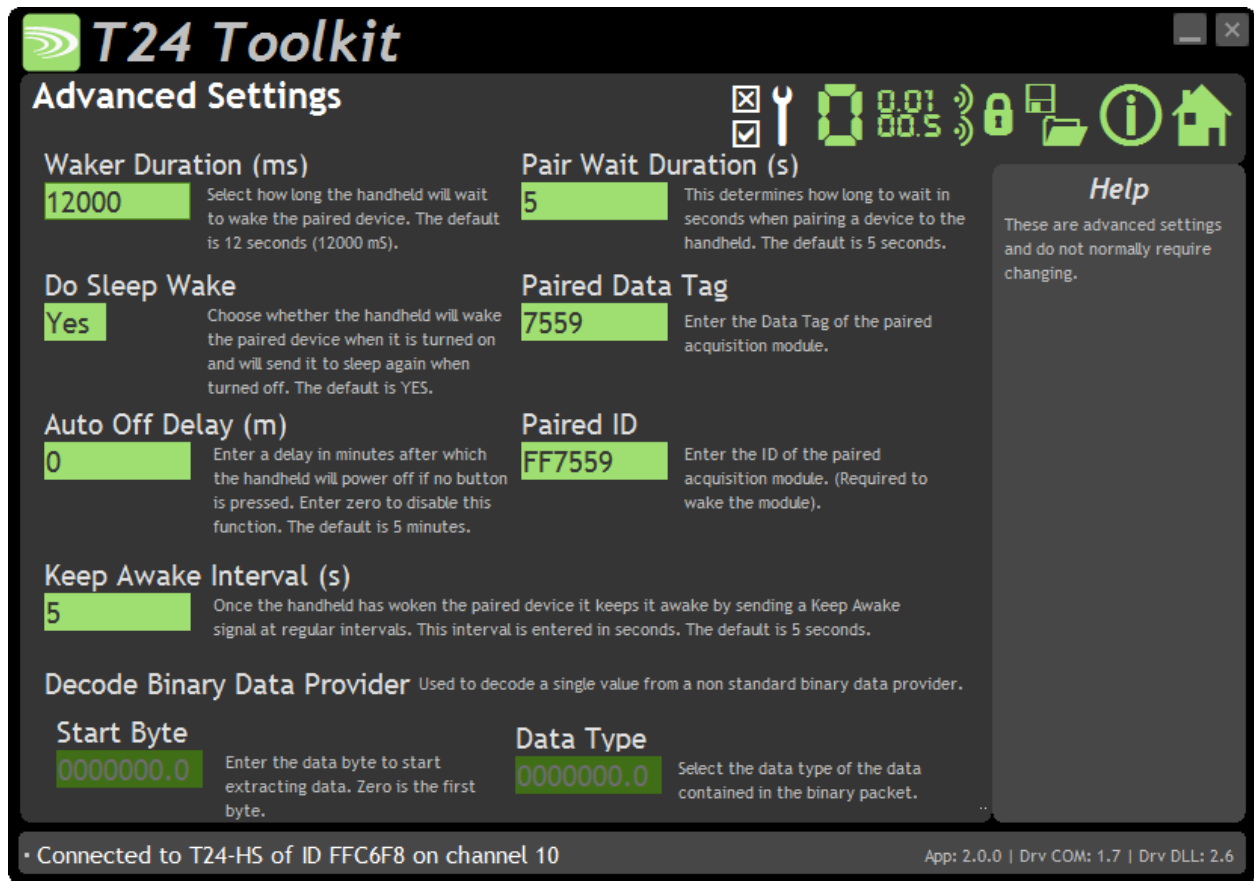 T24 Toolkit
Advanced Settings
0 0.01
00.5
Waker Duration (ms)
12000
Select how long the handheld will wait
to wake the paired device. The default
is 12 seconds (12000 mS).
Pair Wait Duration (s)
5
This determines how long to wait in
seconds when pairing a device to the
handheld. The default is 5 seconds.
Help
These are advanced settings
and do not normally require
changing.
Do Sleep Wake
Yes
Choose whether the handheld will wake
the paired device when it is turned on
and will send it to sleep again when
turned off. The default is YES.
Paired Data Tag
7559
Enter the Data Tag of the paired
acquisition module.
Auto Off Delay (m)
0
Enter a delay in minutes after which
the handheld will power off if no button
is pressed. Enter zero to disable this
function. The default is 5 minutes.
Paired ID
FF7559
Enter the ID of the paired
acquisition module. (Required to
wake the module).
Keep Awake Interval (s)
5
Once the handheld has woken the paired device it keeps it awake by sending a Keep Awake
signal at regular intervals. This interval is entered in seconds. The default is 5 seconds.
Decode Binary Data Provider Used to decode a single value from a non standard binary data provider.
Start Byte
0000000.0
Enter the data byte to start
extracting data. Zero is the first
byte.
Data Type
0000000.0
Select the data type of the data
contained in the binary packet.
Connected to T24-HS of ID FFC6F8 on channel 10
App: 2.0.0 | Drv COM: 1.7 | Drv DLL: 2.6